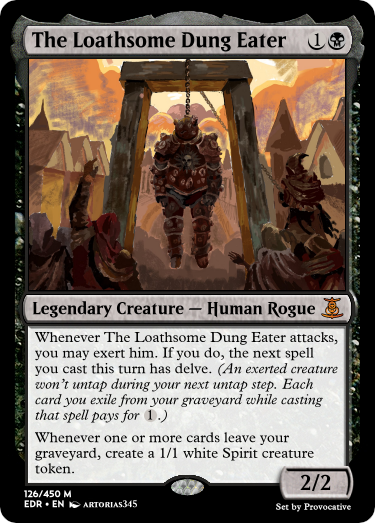 The Loathsome Dung Eater 1
Legendary Creature — Human Rogue
Whenever The Loathsome Dung Eater attacks,
you may exert him. If you do, the next spell
you cast this turn has delve. (An exerted creature
won't untap during your next untap step. Each
card you exile from your graveyard while casting
that spell pays for 1.)
Whenever one or more cards leave your
graveyard, create a 1/1 white Spirit creature
token.
2/2
126/450 M
EDR • EN ARTORIAS345
Set by Provocative